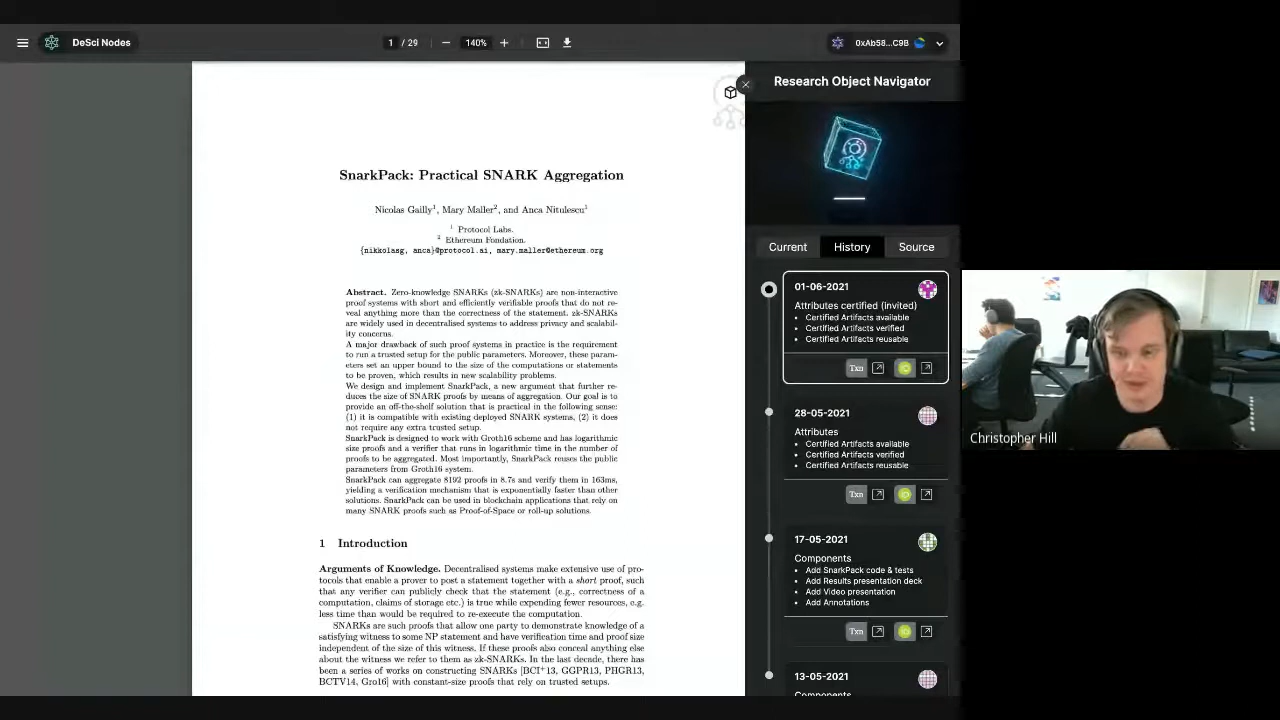 DeSci Nodes
1 / 29
140%
0xAb58...C9B
SnarkPack: Practical SNARK Aggregation
Nicolas Gailly1, Mary Maller2, and Anca Nitulescu1
1 Protocol Labs.
2 Ethereum Fondation.
{nikkolasg, anca}@protocol.ai, mary.maller@ethereum.org
Abstract. Zero-knowledge SNARKs (zk-SNARKs) are non-interactive
proof systems with short and efficiently verifiable proofs that do not re-
veal anything more than the correctness of the statement. zk-SNARKs
are widely used in decentralised systems to address privacy and scalabil-
ity concerns.
A major drawback of such proof systems in practice is the requirement
to run a trusted setup for the public parameters. Moreover, these param-
eters set an upper bound to the size of the computations or statements
to be proven, which results in new scalability problems.
We design and implement SnarkPack, a new argument that further re-
duces the size of SNARK proofs by means of aggregation. Our goal is to
provide an off-the-shelf solution that is practical in the following sense:
(1) it is compatible with existing deployed SNARK systems, (2) it does
not require any extra trusted setup.
SnarkPack is designed to work with Groth16 scheme and has logarithmic
size proofs and a verifier that runs in logarithmic time in the number of
proofs to be aggregated. Most importantly, SnarkPack reuses the public
parameters from Groth16 system.
SnarkPack can aggregate 8192 proofs in 8.7s and verify them in 163ms,
yielding a verification mechanism that is exponentially faster than other
solutions. SnarkPack can be used in blockchain applications that rely on
many SNARK proofs such as Proof-of-Space or roll-up solutions.
1 Introduction
Arguments of Knowledge. Decentralised systems make extensive use of pro-
tocols that enable a prover to post a statement together with a short proof, such
that any verifier can publicly check that the statement (e.g., correctness of a
computation, claims of storage etc.) is true while expending fewer resources, e.g.
less time than would be required to re-execute the computation.
SNARKs are such proofs that allow one party to demonstrate knowledge of a
satisfying witness to some NP statement and have verification time and proof size
independent of the size of this witness. If these proofs also conceal anything else
about the witness we refer to them as zk-SNARKs. In the last decade, there has
been a series of works on constructing SNARKs [BCI+13, GGPR13, PHGR13,
BCTV14, Gro16] with constant-size proofs that rely on trusted setups.
Research Object Navigator
Current
History
Source
01-06-2021
Attributes certified (invited)
• Certified Artifacts available
• Certified Artifacts verified
• Certified Artifacts reusable
Txn
iD
28-05-2021
Attributes
• Certified Artifacts available
• Certified Artifacts verified
• Certified Artifacts reusable
Txn
iD
17-05-2021
Components
• Add SnarkPack code & tests
• Add Results presentation deck
• Add Video presentation
• Add Annotations
Txn
iD
13-05-2021
Components
Christopher Hill